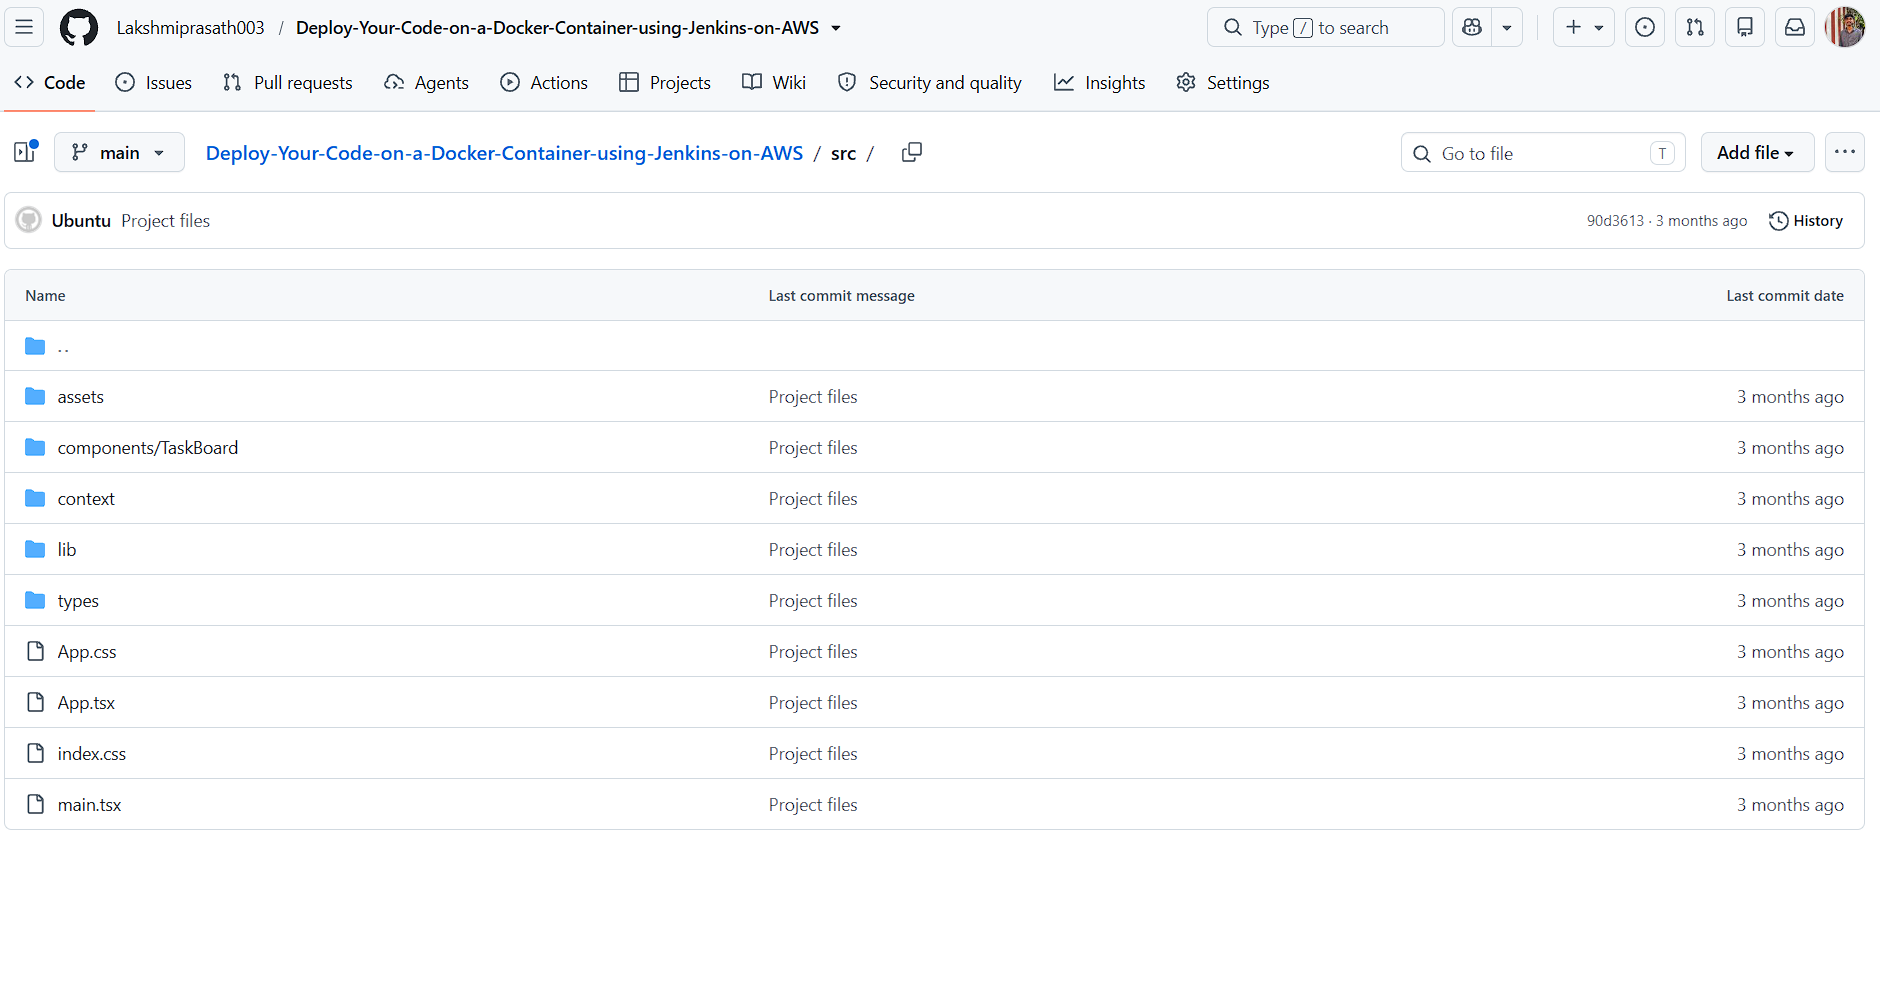 Lakshmiprasath003 / Deploy-Your-Code-on-a-Docker-Container-using-Jenkins-on-AWS Type / to search
Code Issues Pull requests Agents Actions Projects Wiki Security and quality Insights Settings
main Deploy-Your-Code-on-a-Docker-Container-using-Jenkins-on-AWS / src / Go to file T Add file
Ubuntu Project files 90d3613 · 3 months ago History
Name Last commit message Last commit date
..
assets Project files 3 months ago
components/TaskBoard Project files 3 months ago
context Project files 3 months ago
lib Project files 3 months ago
types Project files 3 months ago
App.css Project files 3 months ago
App.tsx Project files 3 months ago
index.css Project files 3 months ago
main.tsx Project files 3 months ago